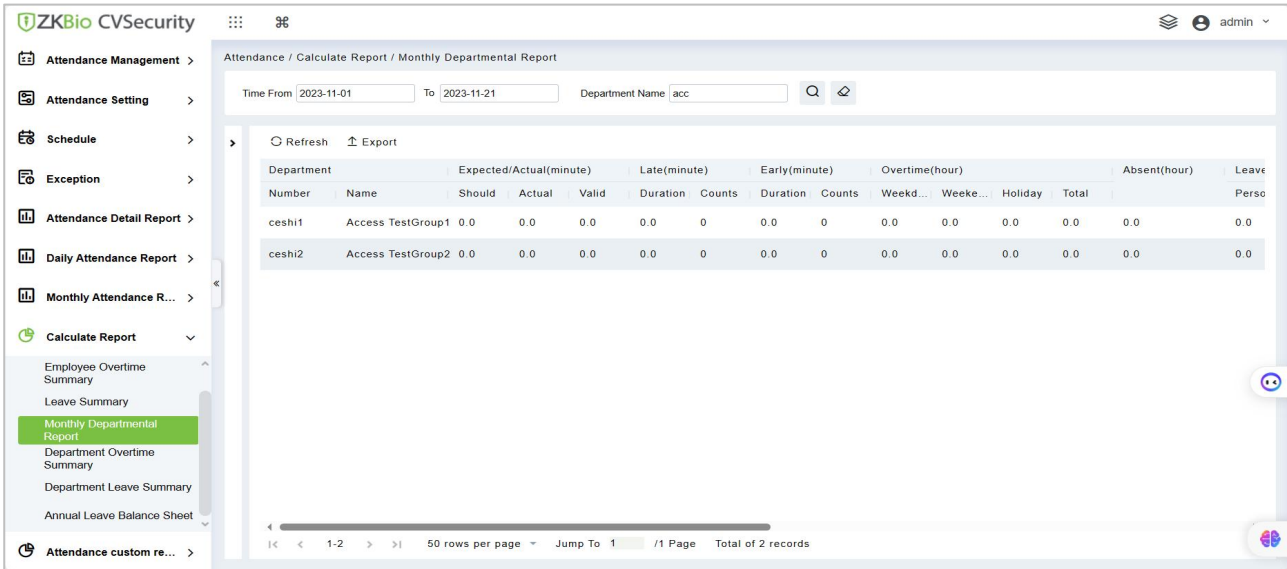 ZKBio CVSecurity
admin
Attendance Management
Attendance Setting
Schedule
Exception
Attendance Detail Report
Daily Attendance Report
Monthly Attendance R...
Calculate Report
Employee Overtime
Summary
Leave Summary
Monthly Departmental
Report
Department Overtime
Summary
Department Leave Summary
Annual Leave Balance Sheet
Attendance custom re...
Attendance / Calculate Report / Monthly Departmental Report
Time From 2023-11-01 To 2023-11-21 Department Name acc
Refresh Export
Department Expected/Actual(minute) Late(minute) Early(minute) Overtime(hour) Absent(hour) Leave
Number Name Should Actual Valid Duration Counts Duration Counts Weekd... Weeke... Holiday Total Perso
ceshi1 Access TestGroup1 0.0 0.0 0.0 0.0 0 0.0 0 0.0 0.0 0.0 0.0 0.0 0.0
ceshi2 Access TestGroup2 0.0 0.0 0.0 0.0 0 0.0 0 0.0 0.0 0.0 0.0 0.0 0.0
|< < 1-2 > >| 50 rows per page Jump To 1 /1 Page Total of 2 records